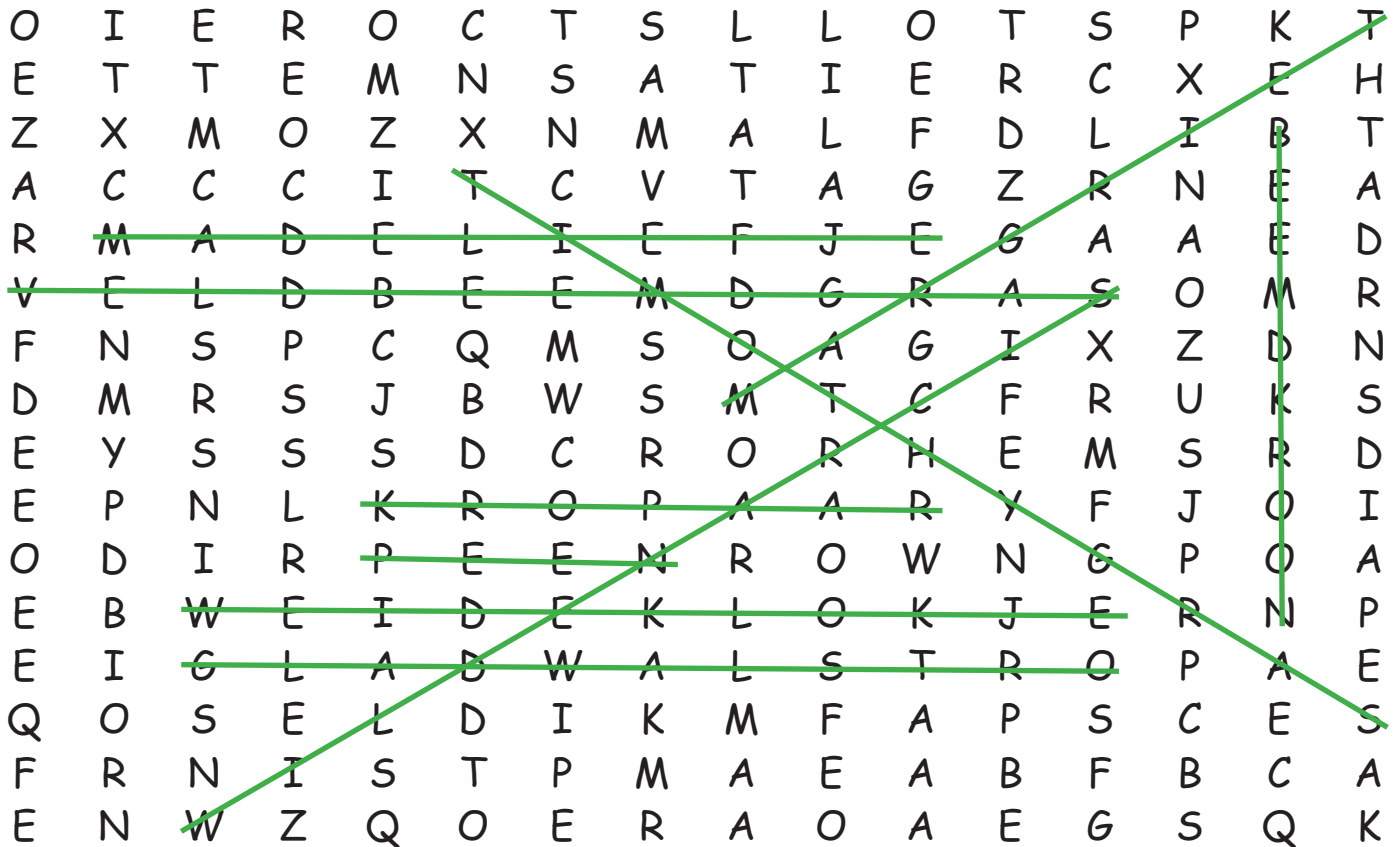 O I E R O C T S L L O T S P K T
E T T E M N S A T I E R C X E H
Z X M O Z X N M A L F D L I B T
A C C C I T C V T A G Z R N E A
R M A D E L I E F J E G A A E D
V E L D B E E M D G R A S O M R
F N S P C Q M S O A G I X Z D N
D M R S J B W S M T C F R U K S
E Y S S S D C R O R H E M S R D
E P N L K R O P A A R Y F J O I
O D I R P E E N R O W N G P O A
E B W E I D E K L O K J E R N P
E I G L A D W A L S T R O P A E
Q O S E L D I K M F A P S C E S
F R N I S T P M A E A B F B C A
E N W Z Q O E R A O A E G S Q K